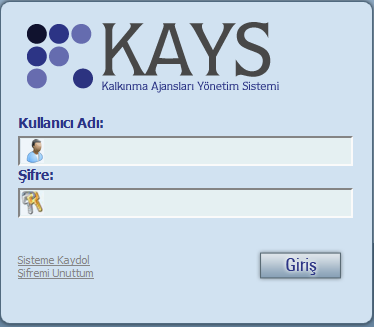 KAYS
Kalkınma Ajansları Yönetim Sistemi
Kullanıcı Adı:
Şifre:
Sisteme Kaydol
Şifremi Unuttum
Giriş